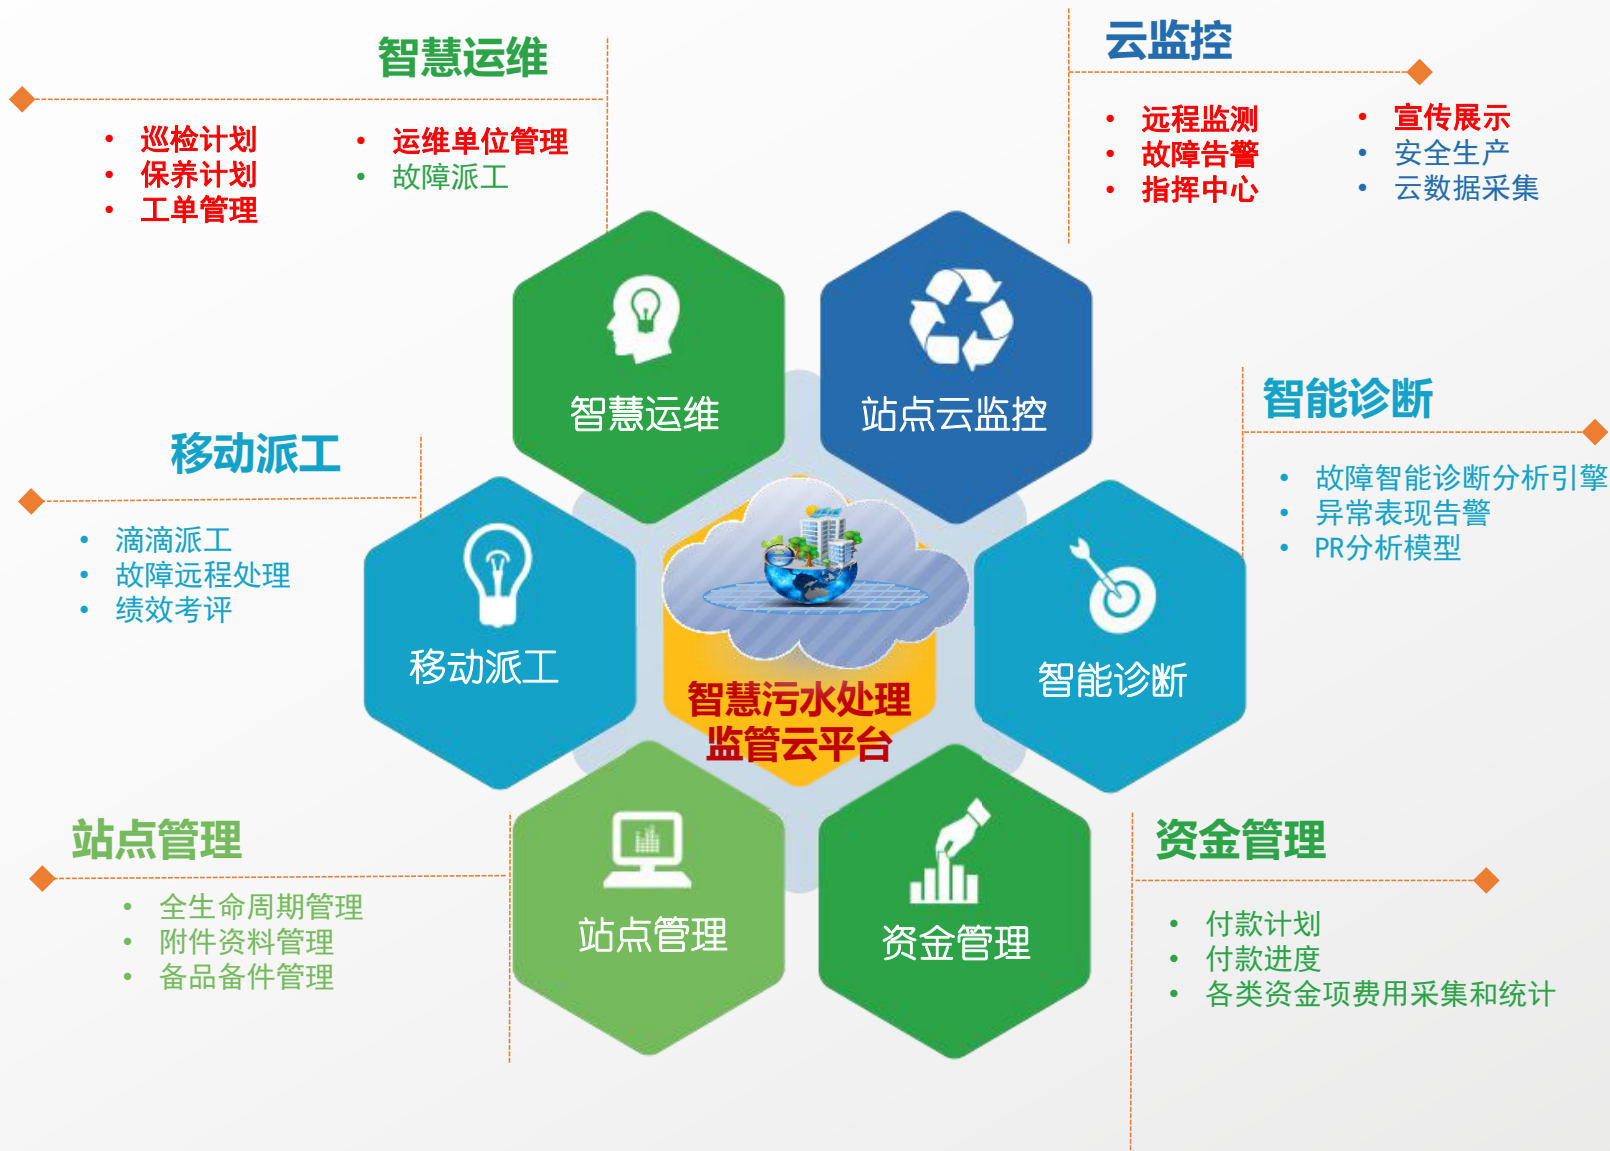 智慧运维
巡检计划
保养计划
工单管理
运维单位管理
故障派工
云监控
远程监测
故障告警
指挥中心
宣传展示
安全生产
云数据采集
智慧运维
站点云监控
移动派工
滴滴派工
故障远程处理
绩效考评
智能诊断
故障智能诊断分析引擎
异常表现告警
PR分析模型
移动派工
智能诊断
智慧污水处理
监管云平台
站点管理
全生命周期管理
附件资料管理
备品备件管理
站点管理
资金管理
资金管理
付款计划
付款进度
各类资金项费用采集和统计